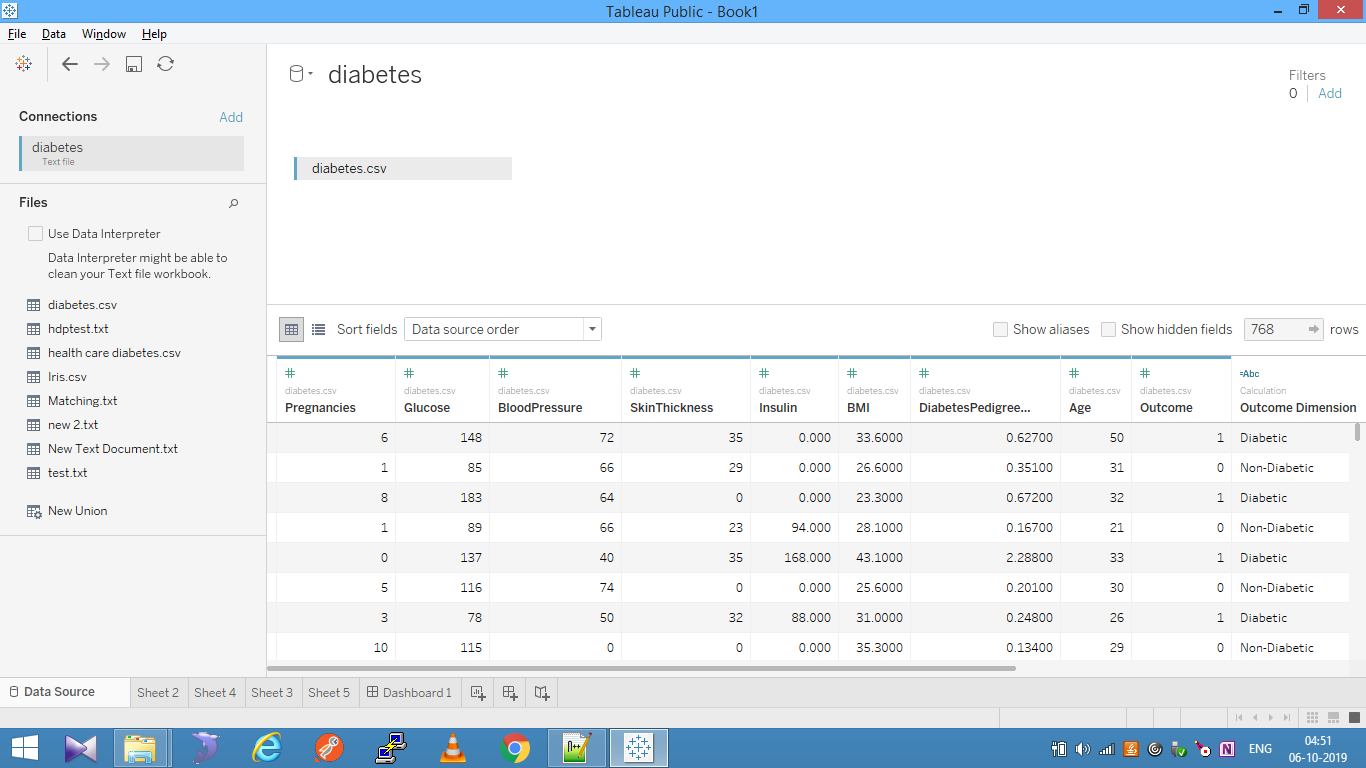 Tableau Public - Book1
File Data Window Help
Connections Add
diabetes
Text file
Files
Use Data Interpreter
Data Interpreter might be able to
clean your Text file workbook.
diabetes.csv
hdptest.txt
health care diabetes.csv
Iris.csv
Matching.txt
new 2.txt
New Text Document.txt
test.txt
New Union
diabetes
Filters
0 Add
diabetes.csv
Sort fields Data source order Show aliases Show hidden fields 768 rows
=Abc
diabetes.csv diabetes.csv diabetes.csv diabetes.csv diabetes.csv diabetes.csv diabetes.csv diabetes.csv diabetes.csv Calculation
Pregnancies Glucose BloodPressure SkinThickness Insulin BMI DiabetesPedigree... Age Outcome Outcome Dimension
6 148 72 35 0.000 33.6000 0.62700 50 1 Diabetic
1 85 66 29 0.000 26.6000 0.35100 31 0 Non-Diabetic
8 183 64 0 0.000 23.3000 0.67200 32 1 Diabetic
1 89 66 23 94.000 28.1000 0.16700 21 0 Non-Diabetic
0 137 40 35 168.000 43.1000 2.28800 33 1 Diabetic
5 116 74 0 0.000 25.6000 0.20100 30 0 Non-Diabetic
3 78 50 32 88.000 31.0000 0.24800 26 1 Diabetic
10 115 0 0 0.000 35.3000 0.13400 29 0 Non-Diabetic
Data Source Sheet 2 Sheet 4 Sheet 3 Sheet 5 Dashboard 1
ENG
04:51
06-10-2019